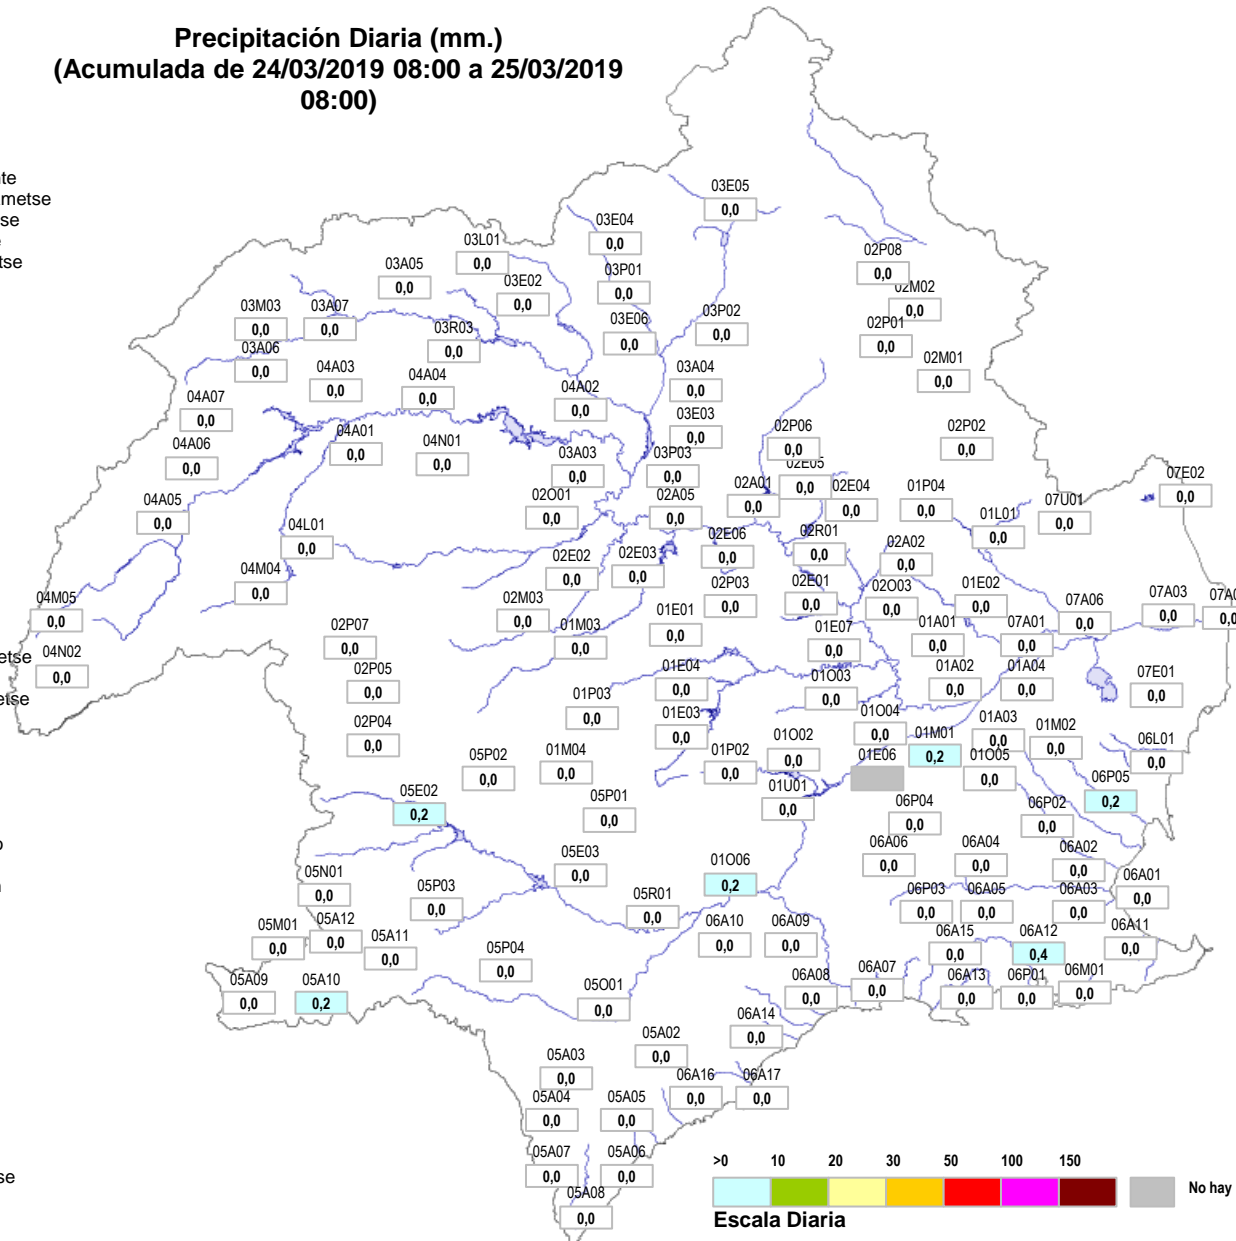 Precipitación Diaria (mm.)
(Acumulada de 24/03/2019 08:00 a 25/03/2019
08:00)
03E05
0,0
03E04
0,0
03L01
0,0
02P08
0,0
03A05
0,0
03P01
0,0
03E02
0,0
02M02
0,0
03M03
0,0
03A07
0,0
03R03
0,0
03E06
0,0
03P02
0,0
02P01
0,0
03A06
0,0
04A03
0,0
04A04
0,0
04A02
0,0
03A04
0,0
02M01
0,0
04A07
0,0
03E03
0,0
04A06
0,0
04A01
0,0
04N01
0,0
03A03
0,0
03P03
0,0
02P06
0,0
02P02
0,0
02E05
0,0
07E02
0,0
04A05
0,0
02O01
0,0
02A05
0,0
02A01
0,0
02E04
0,0
01P04
0,0
01L01
0,0
07U01
0,0
04L01
0,0
02E02
0,0
02E03
0,0
02E06
0,0
02R01
0,0
02A02
0,0
04M04
0,0
04M05
0,0
02M03
0,0
02P03
0,0
02E01
0,0
02O03
0,0
01E02
0,0
07A06
0,0
07A03
0,0
07A0
0,0
02P07
0,0
01M03
0,0
01E01
0,0
01E07
0,0
01A01
0,0
07A01
0,0
etse
04N02
0,0
02P05
0,0
01E04
0,0
01O03
0,0
01A02
0,0
01A04
0,0
07E01
0,0
etse
01P03
0,0
02P04
0,0
01E03
0,0
01O04
0,0
01M01
0,2
01A03
0,0
01M02
0,0
06L01
0,0
05P02
0,0
01M04
0,0
01P02
0,0
01O02
0,0
01E06
01O05
0,0
05E02
0,2
05P01
0,0
01U01
0,0
06P04
0,0
06P02
0,0
06P05
0,2
05E03
0,0
01O06
0,2
06A06
0,0
06A04
0,0
06A02
0,0
05N01
0,0
05P03
0,0
05R01
0,0
06P03
0,0
06A05
0,0
06A03
0,0
06A01
0,0
05M01
0,0
05A12
0,0
05A11
0,0
06A10
0,0
06A09
0,0
06A15
0,0
06A12
0,4
06A11
0,0
05P04
0,0
05A09
0,0
05A10
0,2
05O01
0,0
06A08
0,0
06A07
0,0
06A13
0,0
06P01
0,0
06M01
0,0
06A14
0,0
05A02
0,0
05A03
0,0
06A16
0,0
06A17
0,0
05A04
0,0
05A05
0,0
05A07
0,0
05A06
0,0
05A08
0,0
>0 10 20 30 50 100 150
No hay
Escala Diaria